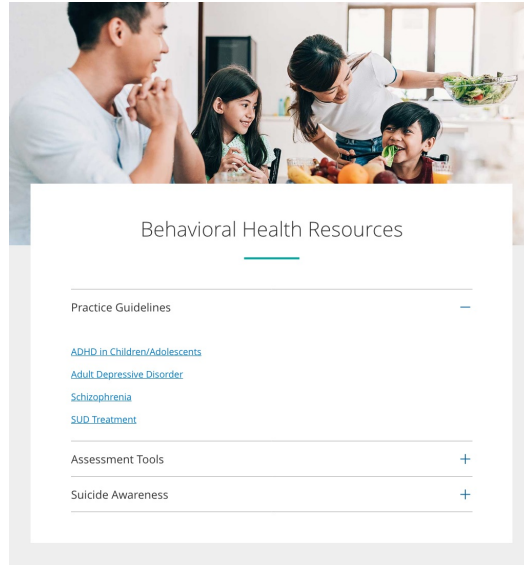 Behavioral Health Resources
Practice Guidelines
ADHD in Children/Adolescents
Adult Depressive Disorder
Schizophrenia
SUD Treatment
Assessment Tools
Suicide Awareness